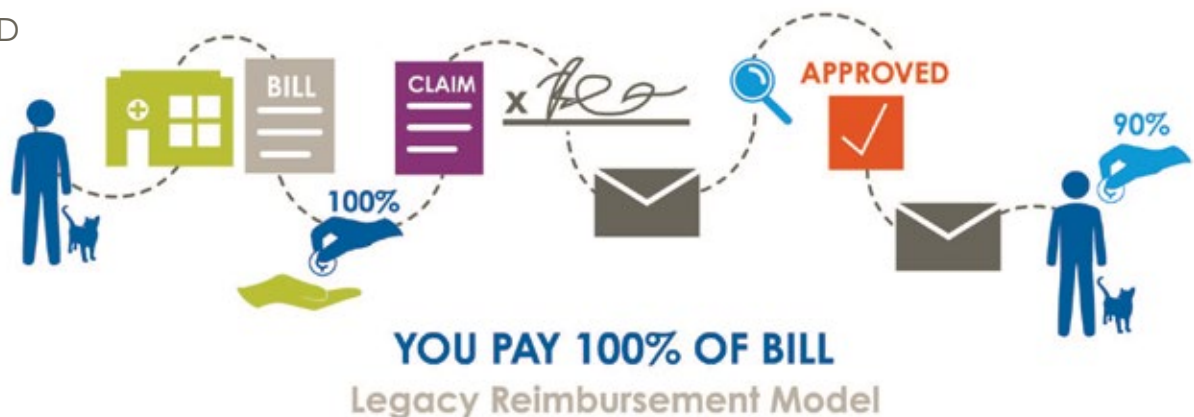 D
BILL
CLAIM
100%
x
APPROVED
90%
YOU PAY 100% OF BILL
Legacy Reimbursement Model